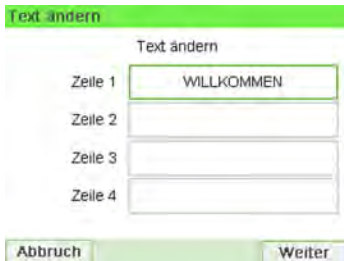 Text ändern
Text ändern
Zeile 1 WILLKOMMEN
Zeile 2
Zeile 3
Zeile 4
Abbruch Weiter